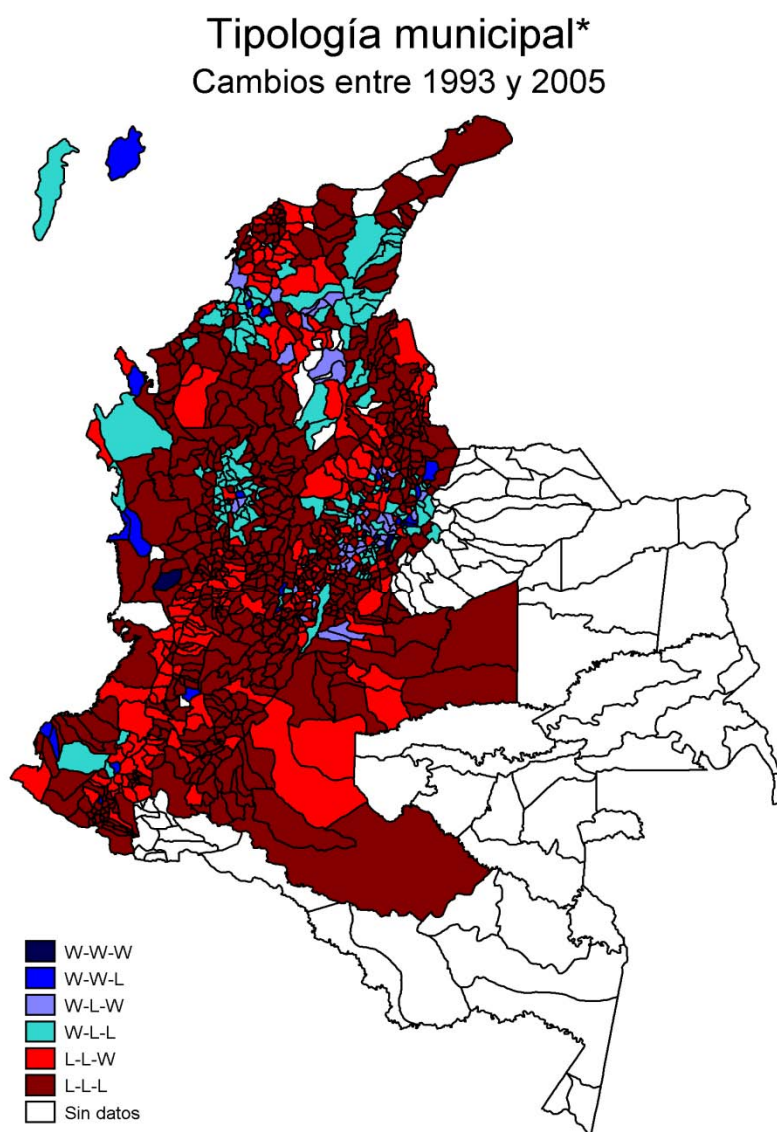 Tipología municipal*
Cambios entre 1993 y 2005
W-W-W
W-W-L
W-L-W
W-L-L
L-L-W
L-L-L
Sin datos